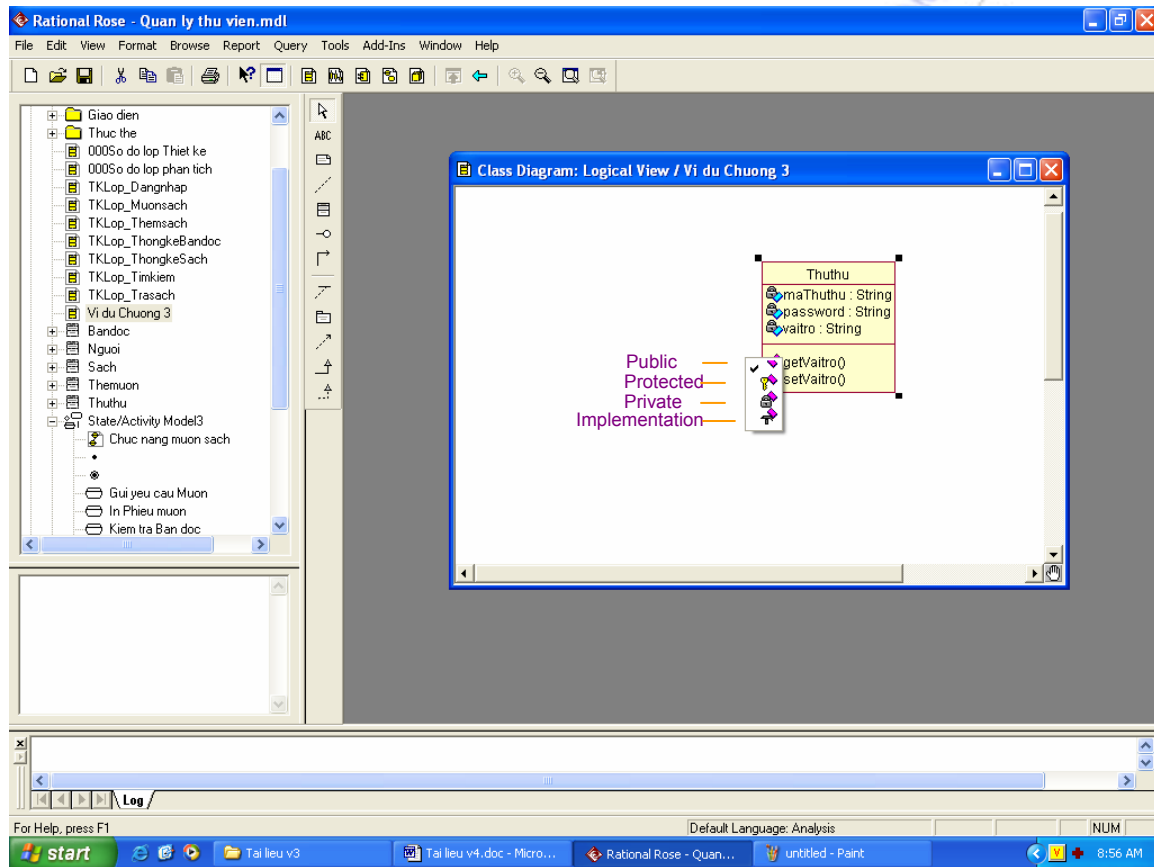 Rational Rose - Quan ly thu vien.mdl
File Edit View Format Browse Report Query Tools Add-Ins Window Help
Giao dien
Thuc the
000So do lop Thiet ke
000So do lop phan tich
TKLop_Dangnhap
TKLop_Muonsach
TKLop_Themsach
TKLop_ThongkeBandoc
TKLop_ThongkeSach
TKLop_Timkiem
TKLop_Trasach
Vi du Chuong 3
Bandoc
Nguoi
Sach
Themuon
Thuthu
State/Activity Model3
Chuc nang muon sach
Gui yeu cau Muon
In Phieu muon
Kiem tra Ban doc
ABC
Class Diagram: Logical View / Vi du Chuong 3
Thuthu
maThuthu : String
password : String
vaitro : String
getVaitro()
setVaitro()
Public
Protected
Private
Implementation
Log
For Help, press F1
Default Language: Analysis
NUM
start
Tai lieu v3
Tai lieu v4.doc - Micro...
Rational Rose - Quan...
untitled - Paint
V
8:56 AM